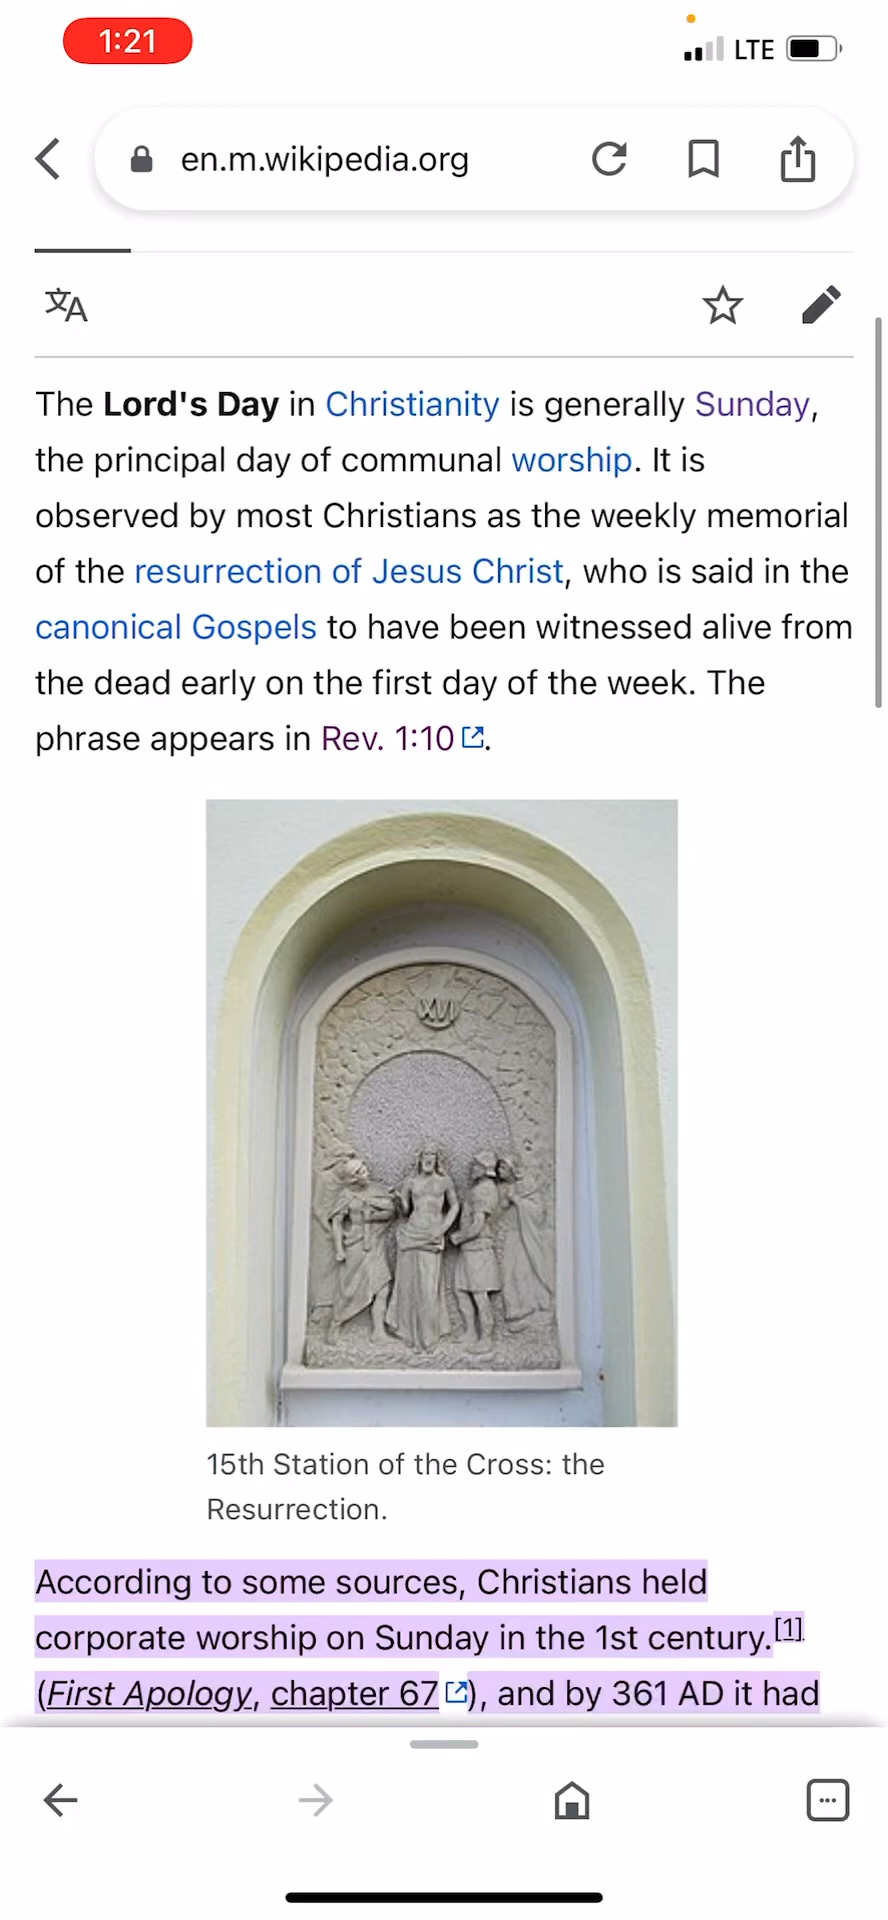 1:21
LTE
en.m.wikipedia.org
文A
The Lord's Day in Christianity is generally Sunday,
the principal day of communal worship. It is
observed by most Christians as the weekly memorial
of the resurrection of Jesus Christ, who is said in the
canonical Gospels to have been witnessed alive from
the dead early on the first day of the week. The
phrase appears in Rev. 1:10.
XVI
15th Station of the Cross: the
Resurrection.
According to some sources, Christians held
corporate worship on Sunday in the 1st century.[1]
(First Apology, chapter 67), and by 361 AD it had